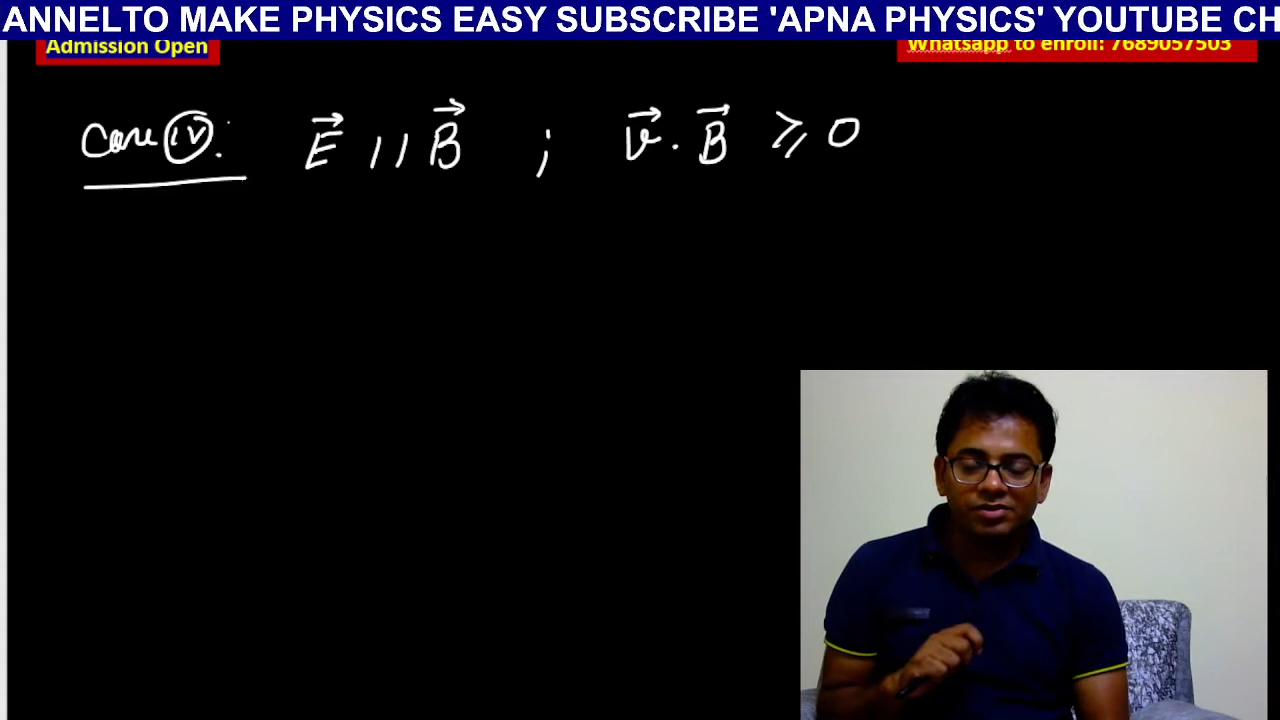 ANNELTO MAKE PHYSICS EASY SUBSCRIBE 'APNA PHYSICS' YOUTUBE CH
Admission Open
Whatsapp to enroll: 7689057503
Case (iv): E⃗ // B⃗ ; v⃗ . B⃗ ⩾ 0